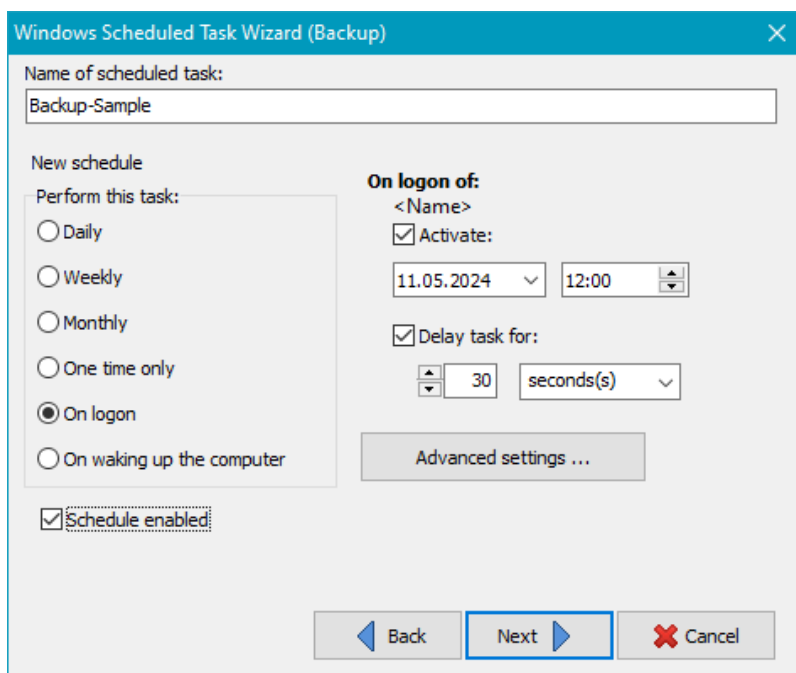 Windows Scheduled Task Wizard (Backup)
Name of scheduled task:
Backup-Sample
New schedule
Perform this task:
Daily
Weekly
Monthly
One time only
On logon
On waking up the computer
Schedule enabled
On logon of:
<Name>
Activate:
11.05.2024 12:00
Delay task for:
30 seconds(s)
Advanced settings ...
Back Next Cancel